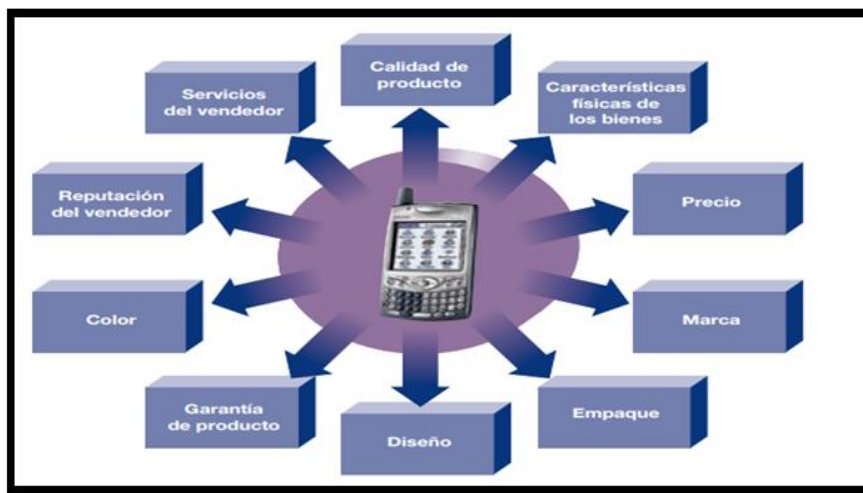 Calidad de
producto
Servicios
del vendedor
Características
físicas de
los bienes
Reputación
del vendedor
Precio
Color
Marca
Garantía
de producto
Diseño
Empaque